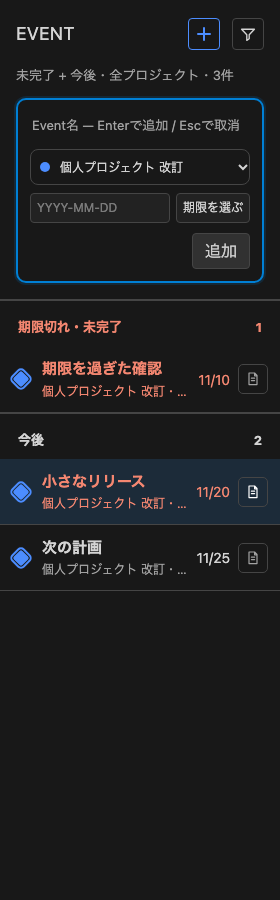 EVENT
未完了 + 今後・全プロジェクト・3件
Event名 — Enterで追加 / Escで取消
個人プロジェクト 改訂
YYYY-MM-DD
期限を選ぶ
追加
期限切れ・未完了 1
期限を過ぎた確認
個人プロジェクト 改訂・...
11/10
今後 2
小さなリリース
個人プロジェクト 改訂・...
11/20
次の計画
個人プロジェクト 改訂・...
11/25